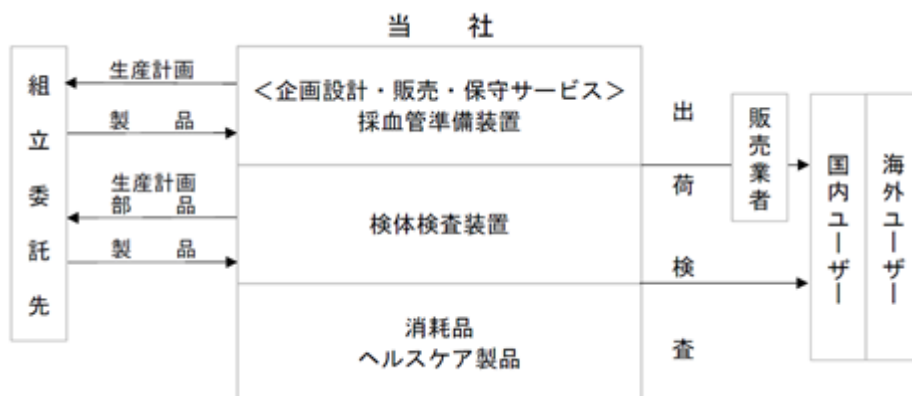 当　　社
組立委託先
生産計画
製　　品
生産計画
部　　品
製　　品
＜企画設計・販売・保守サービス＞
採血管準備装置
検体検査装置
消耗品
ヘルスケア製品
出荷検査
販売業者
国内ユーザー
海外ユーザー